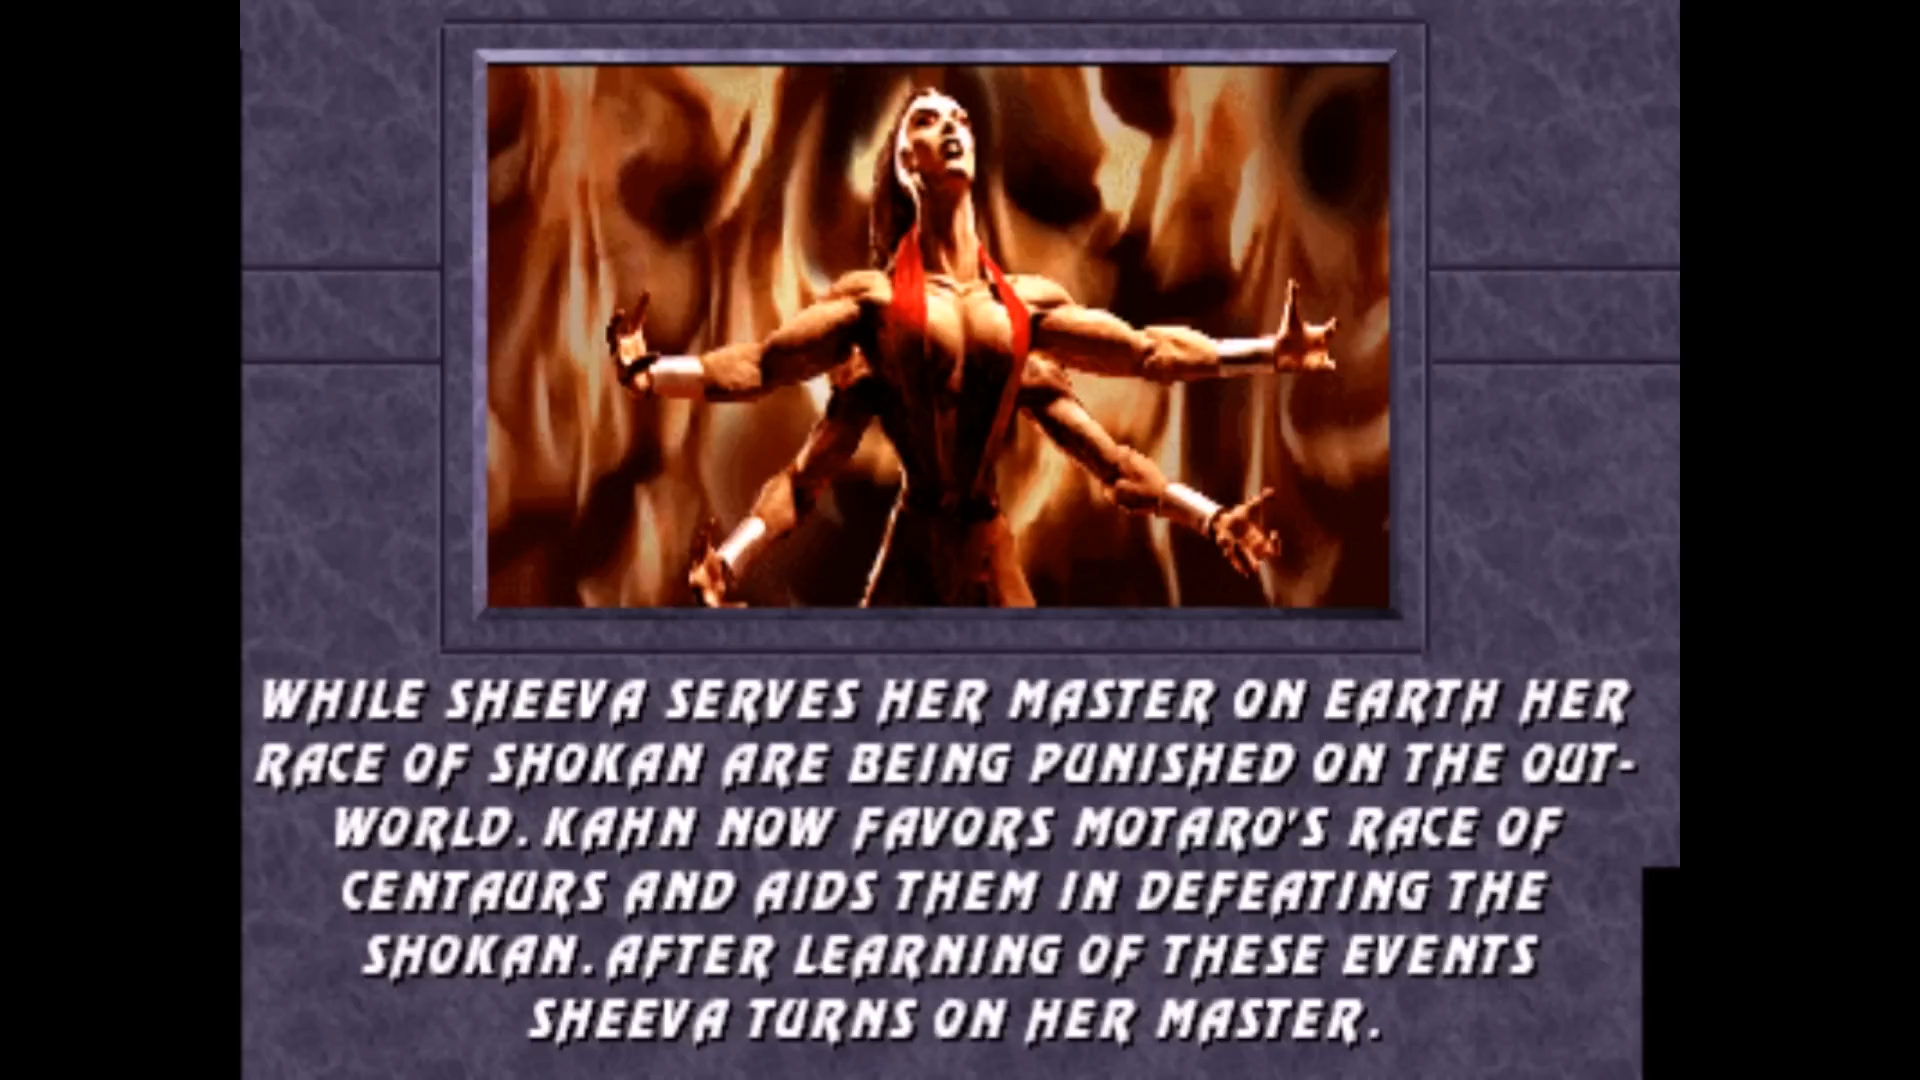 WHILE SHEEVA SERVES HER MASTER ON EARTH HER
RACE OF SHOKAN ARE BEING PUNISHED ON THE OUT-
WORLD. KAHN NOW FAVORS MOTARO'S RACE OF
CENTAURS AND AIDS THEM IN DEFEATING THE
SHOKAN. AFTER LEARNING OF THESE EVENTS
SHEEVA TURNS ON HER MASTER.